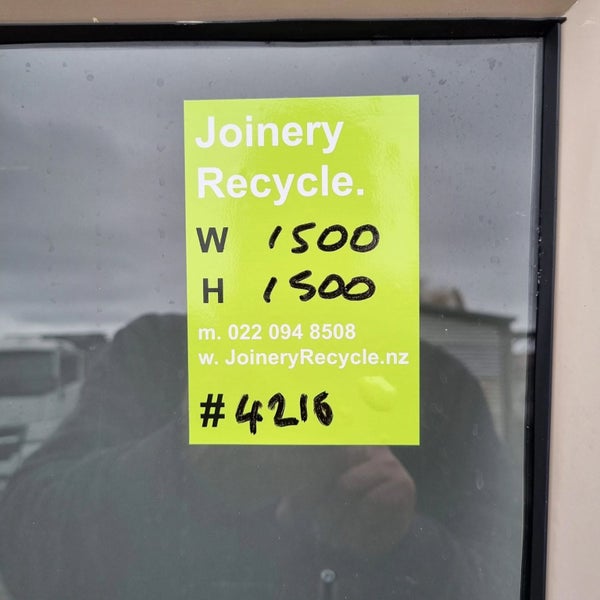 Joinery
Recycle.
W 1500
H 1500
m. 022 094 8508
w. JoineryRecycle.nz
#4216